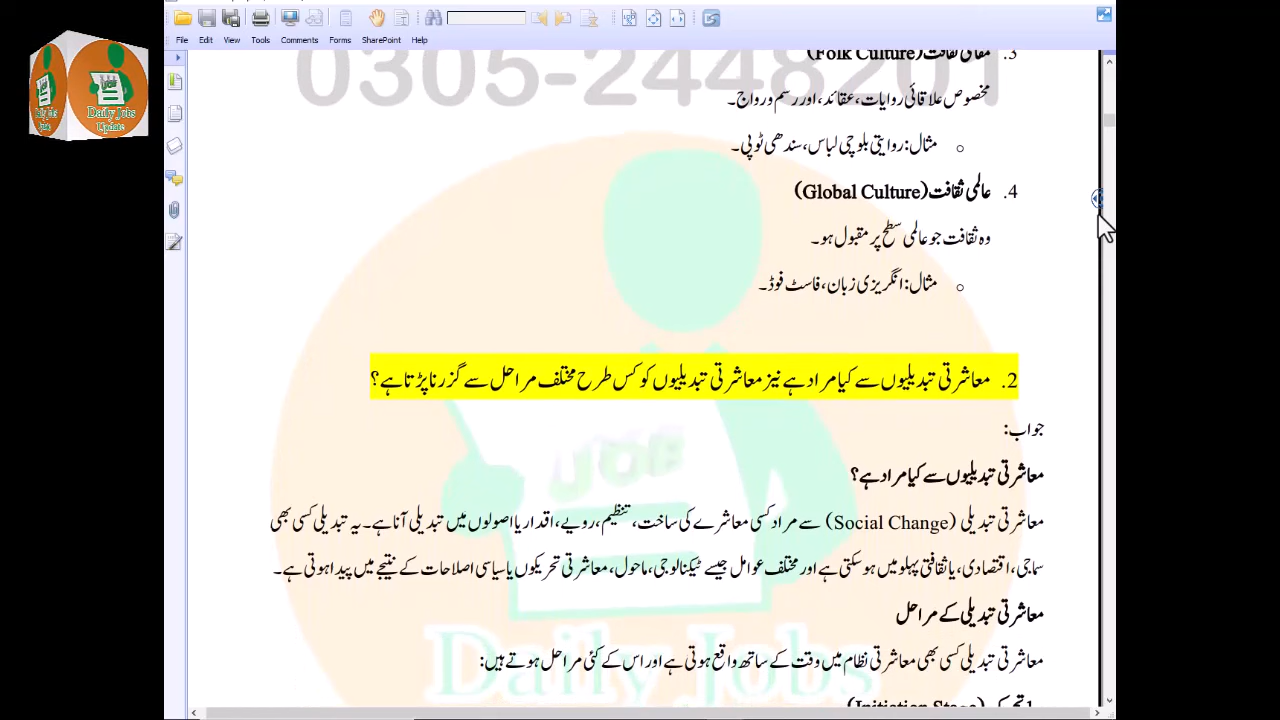 File Edit View Tools Comments Forms SharePoint Help
0305-2448201
3. مقامی ثقافت (Folk Culture)
مخصوص علاقائی روایات، عقائد، اور رسم و رواج۔
○ مثال: روایتی بلوچی لباس، سندھی ٹوپی۔
4. عالمی ثقافت (Global Culture)
وہ ثقافت جو عالمی سطح پر مقبول ہو۔
○ مثال: انگریزی زبان، فاسٹ فوڈ۔
2. معاشرتی تبدیلیوں سے کیا مراد ہے نیز معاشرتی تبدیلیوں کو کس طرح مختلف مراحل سے گزرنا پڑتا ہے؟
جواب:
معاشرتی تبدیلیوں سے کیا مراد ہے؟
معاشرتی تبدیلی (Social Change) سے مراد کسی معاشرے کی ساخت، تنظیم، رویے، اقدار یا اصولوں میں تبدیلی آنا ہے۔ یہ تبدیلی کسی بھی
سماجی، اقتصادی، یا ثقافتی پہلو میں ہو سکتی ہے اور مختلف عوامل جیسے ٹیکنالوجی، ماحول، معاشرتی تحریکوں یا سیاسی اصلاحات کے نتیجے میں پیدا ہوتی ہے۔
معاشرتی تبدیلی کے مراحل
معاشرتی تبدیلی کسی بھی معاشرتی نظام میں وقت کے ساتھ واقع ہوتی ہے اور اس کے کئی مراحل ہوتے ہیں:
(Initiation Stage)
Daily Jobs
Update
JOB
Daily Jobs